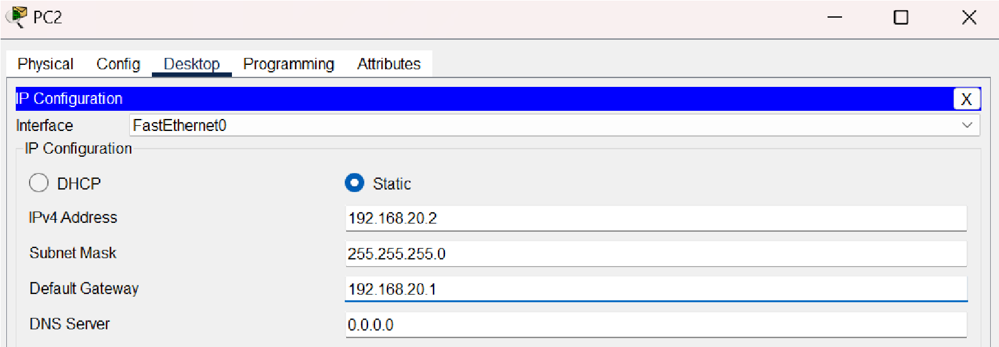 PC2
Physical Config Desktop Programming Attributes
IP Configuration X
Interface FastEthernet0
IP Configuration
DHCP Static
IPv4 Address 192.168.20.2
Subnet Mask 255.255.255.0
Default Gateway 192.168.20.1
DNS Server 0.0.0.0